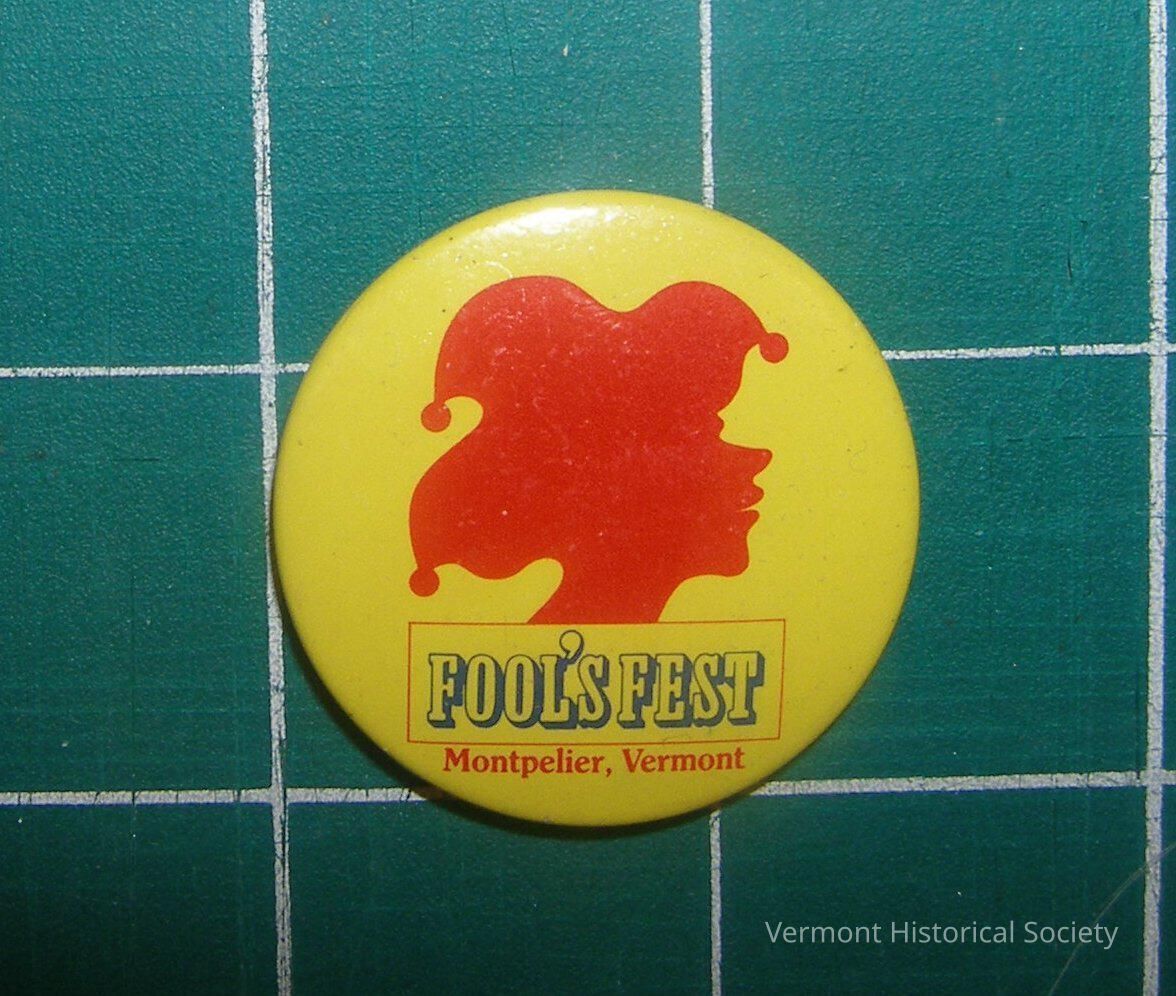 FOOL'S FEST
Montpelier, Vermont
Vermont Historical Society